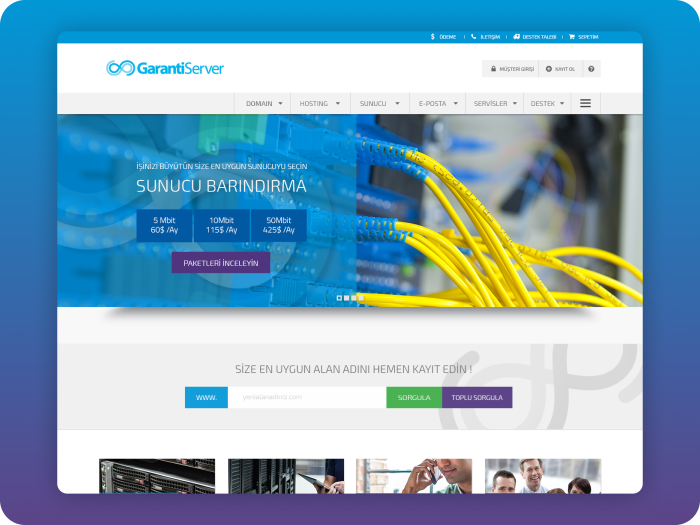 $ ÖDEME | İLETİŞİM | DESTEK TALEBİ | SEPETİM
GarantiServer
MÜŞTERİ GİRİŞİ KAYIT OL
DOMAIN HOSTING SUNUCU E-POSTA SERVİSLER DESTEK
İŞİNİZİ BÜYÜTÜN SİZE EN UYGUN SUNUCUYU SEÇİN
SUNUCU BARINDIRMA
5 Mbit 10Mbit 50Mbit
60$ /Ay 115$ /Ay 425$ /Ay
PAKETLERİ İNCELEYİN
SİZE EN UYGUN ALAN ADINI HEMEN KAYIT EDİN !
WWW. yenialanadiniz.com SORGULA TOPLU SORGULA